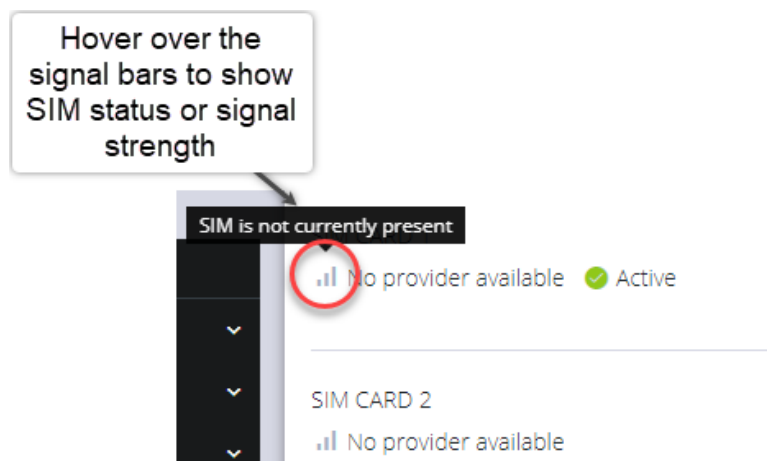 Hover over the
signal bars to show
SIM status or signal
strength
SIM is not currently present
No provider available Active
SIM CARD 2
No provider available